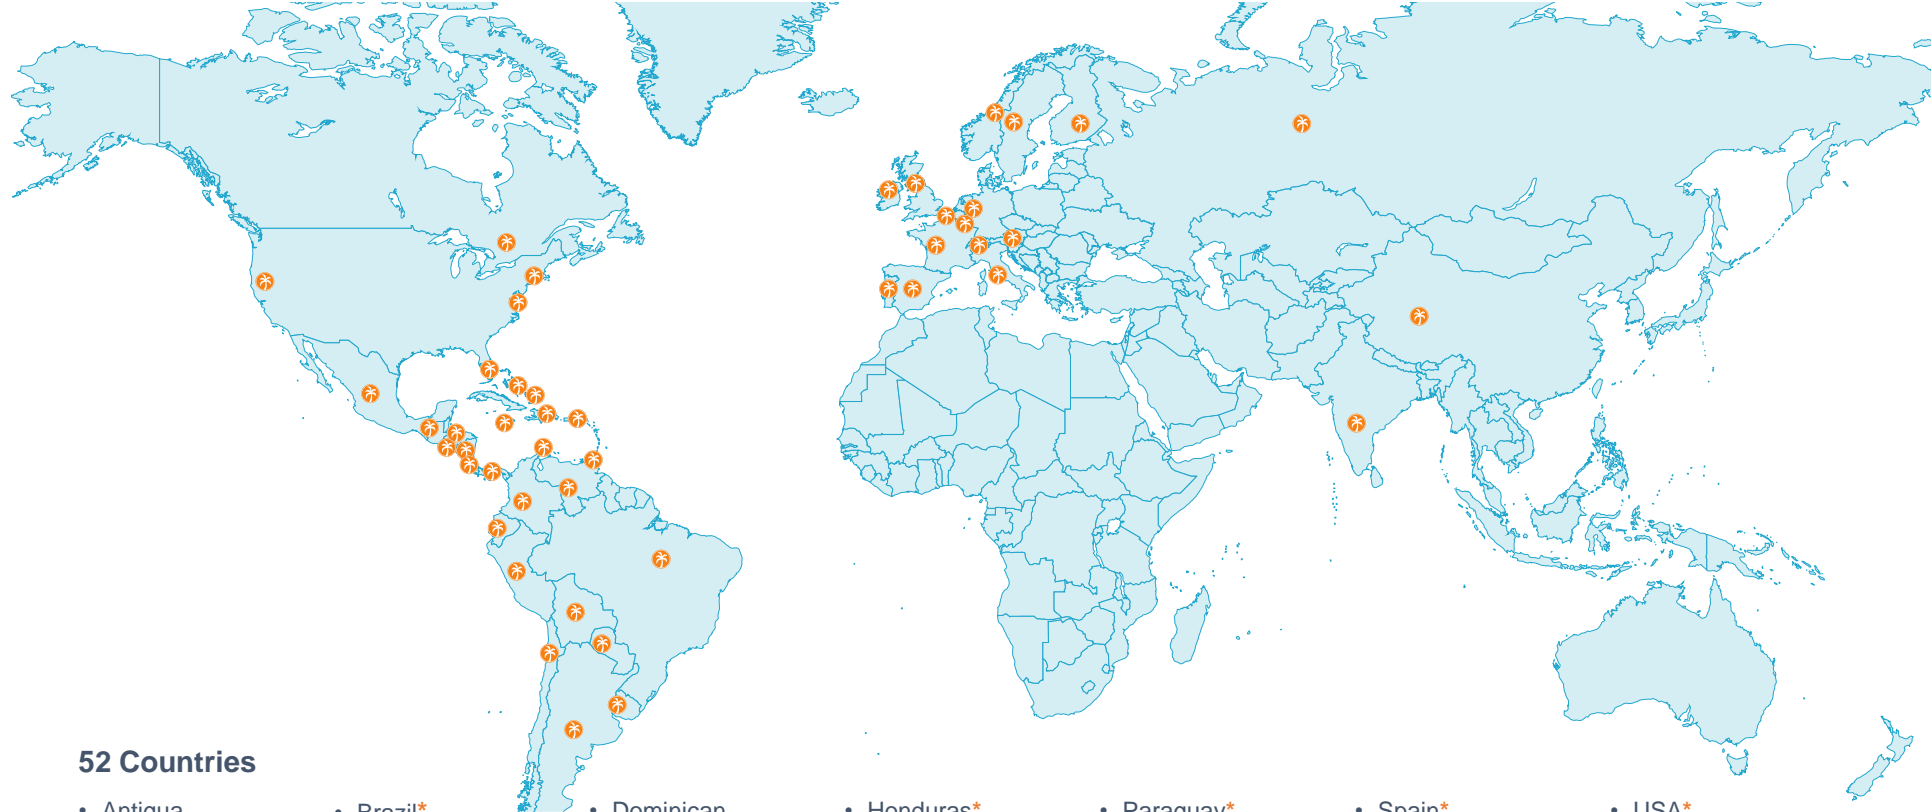 52 Countries
• Antigua
• Brazil*
• Dominican
• Honduras*
• Paraguay*
• Spain*
• USA*